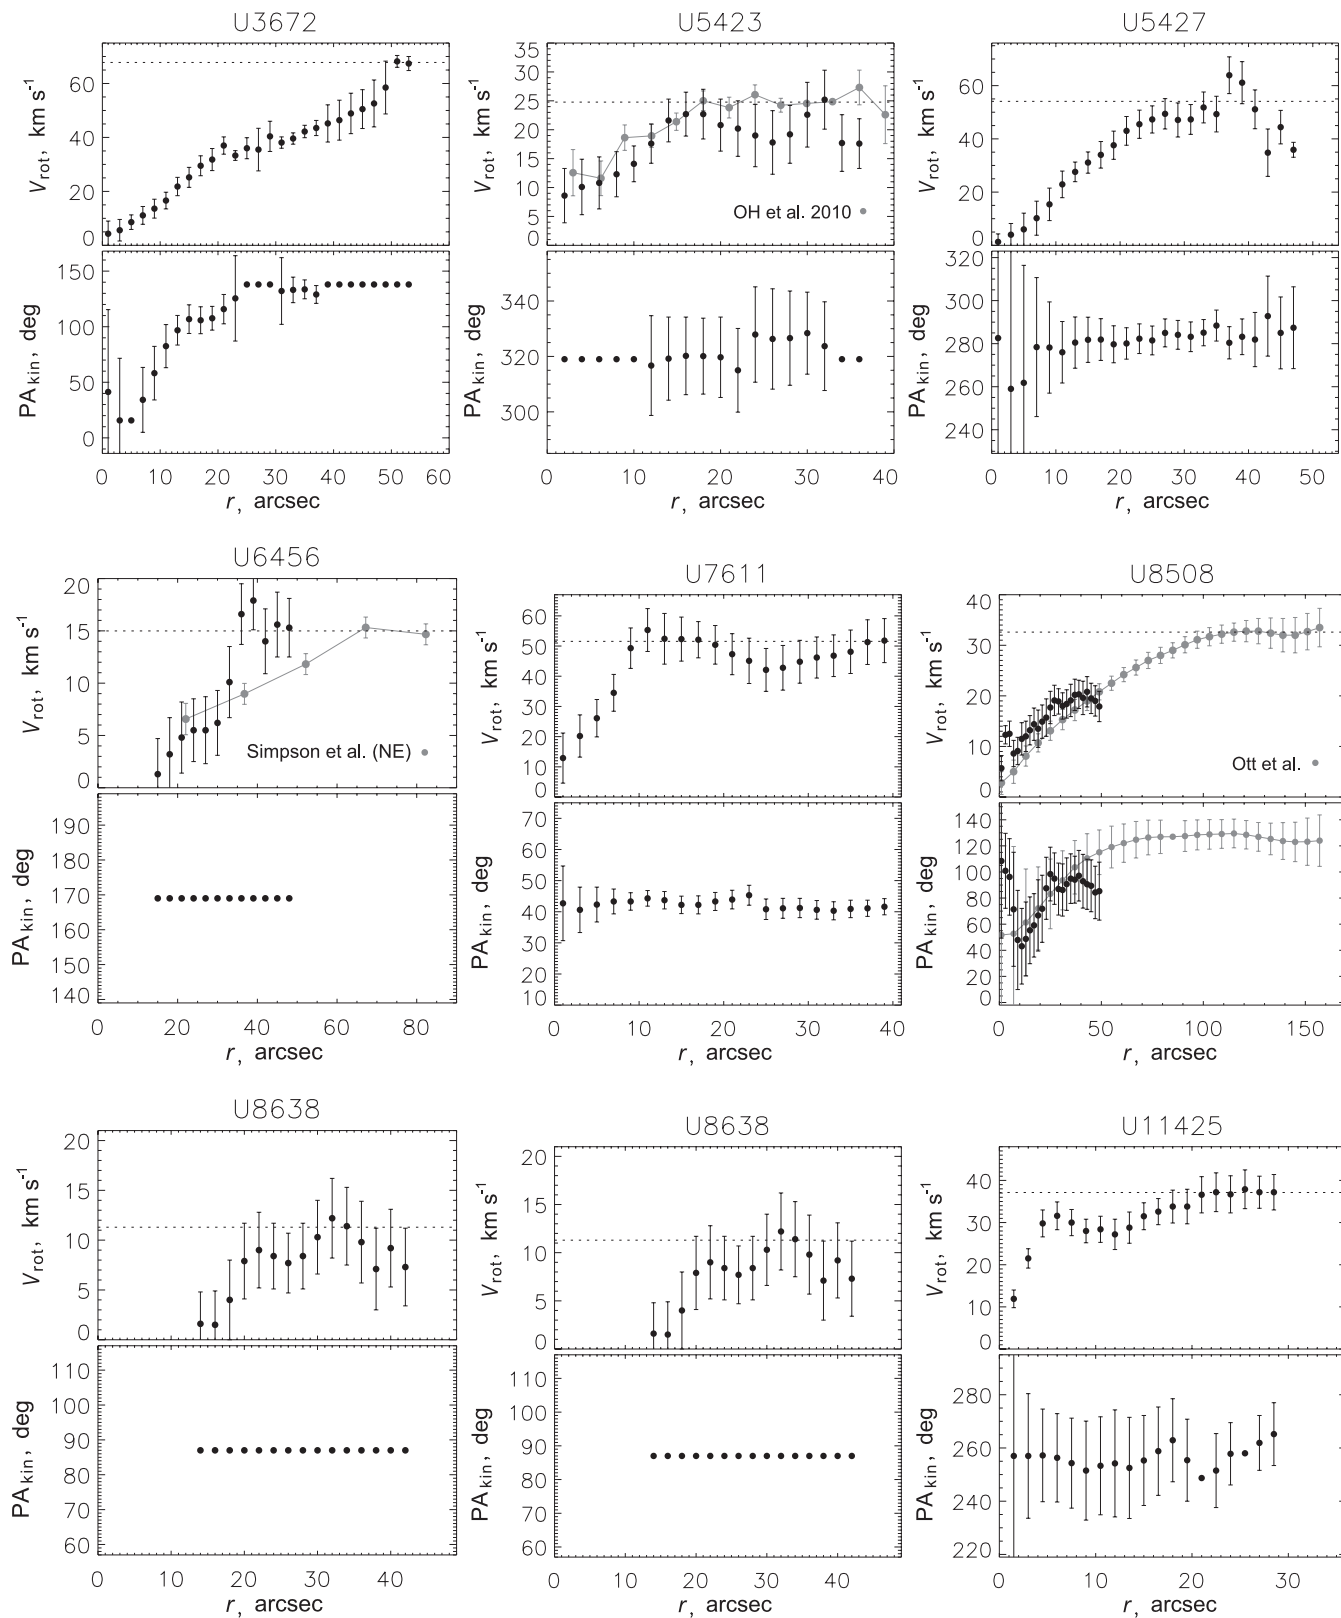 U3672
U5423
U5427
V_rot, km s⁻¹
60
40
20
0
V_rot, km s⁻¹
35
30
25
20
15
10
5
0
OH et al. 2010
V_rot, km s⁻¹
60
40
20
0
PA_kin, deg
150
100
50
0
PA_kin, deg
340
320
300
PA_kin, deg
320
300
280
260
240
0 10 20 30 40 50 60
0 10 20 30 40
0 10 20 30 40 50
r, arcsec
r, arcsec
r, arcsec
U6456
U7611
U8508
V_rot, km s⁻¹
20
15
10
5
0
Simpson et al. (NE)
V_rot, km s⁻¹
60
50
40
30
20
10
0
V_rot, km s⁻¹
40
30
20
10
0
Ott et al.
PA_kin, deg
190
180
170
160
150
140
PA_kin, deg
70
60
50
40
30
20
10
PA_kin, deg
140
120
100
80
60
40
20
0
0 20 40 60 80
0 10 20 30 40
0 50 100 150
r, arcsec
r, arcsec
r, arcsec
U8638
U8638
U11425
V_rot, km s⁻¹
20
15
10
5
0
V_rot, km s⁻¹
20
15
10
5
0
V_rot, km s⁻¹
40
30
20
10
0
PA_kin, deg
110
100
90
80
70
60
PA_kin, deg
110
100
90
80
70
60
PA_kin, deg
280
260
240
220
0 10 20 30 40
0 10 20 30 40
0 10 20 30
r, arcsec
r, arcsec
r, arcsec